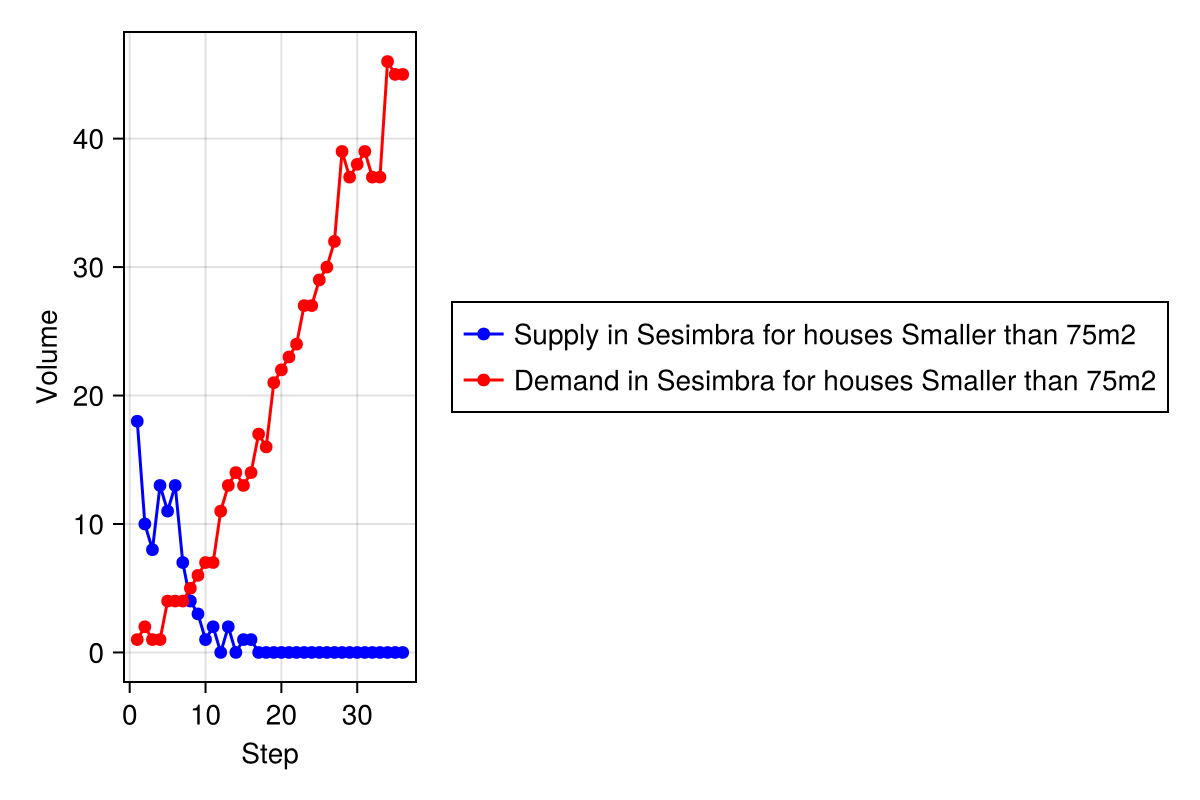 Volume
40
30
20
10
0
0 10 20 30
Step
Supply in Sesimbra for houses Smaller than 75m2
Demand in Sesimbra for houses Smaller than 75m2